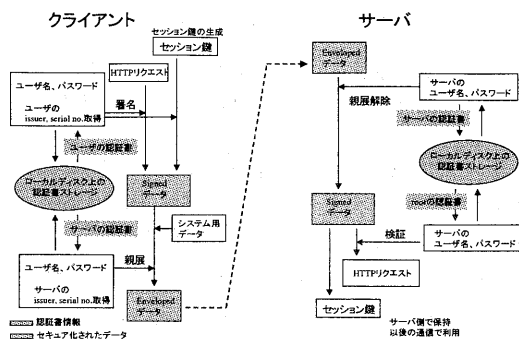 クライアント
サーバ
セッション鍵の生成
セッション鍵
HTTPリクエスト
ユーザ名、パスワード
ユーザの
issuer, serial no.取得
署名
ユーザの認証書
ローカルディスク上の
認証書ストレージ
サーバの認証書
Signed
データ
システム用
データ
ユーザ名、パスワード
サーバの
issuer, serial no.取得
親展
Enveloped
データ
認証書情報
セキュア化されたデータ
Enveloped
データ
親展解除
サーバの
ユーザ名、パスワード
サーバの認証書
ローカルディスク上の
認証書ストレージ
rootの認証書
Signed
データ
検証
サーバの
ユーザ名、パスワード
HTTPリクエスト
セッション鍵
サーバ側で保持
以後の通信で利用